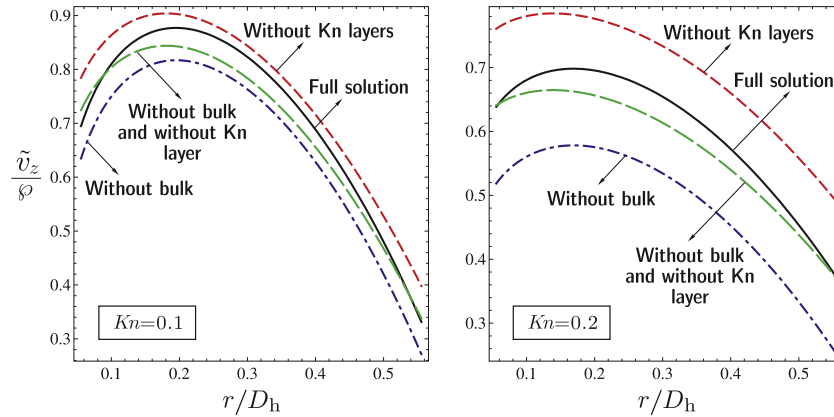 0.9
0.8
0.7
0.6
0.5
0.4
0.3
ṽz
℘
Without Kn layers
Full solution
Without bulk
and without Kn
layer
Without bulk
Kn=0.1
0.1
0.2
0.3
0.4
0.5
r/Dh
0.7
0.6
0.5
0.4
0.3
Without Kn layers
Full solution
Without bulk
Without bulk
and without Kn
layer
Kn=0.2
0.1
0.2
0.3
0.4
0.5
r/Dh